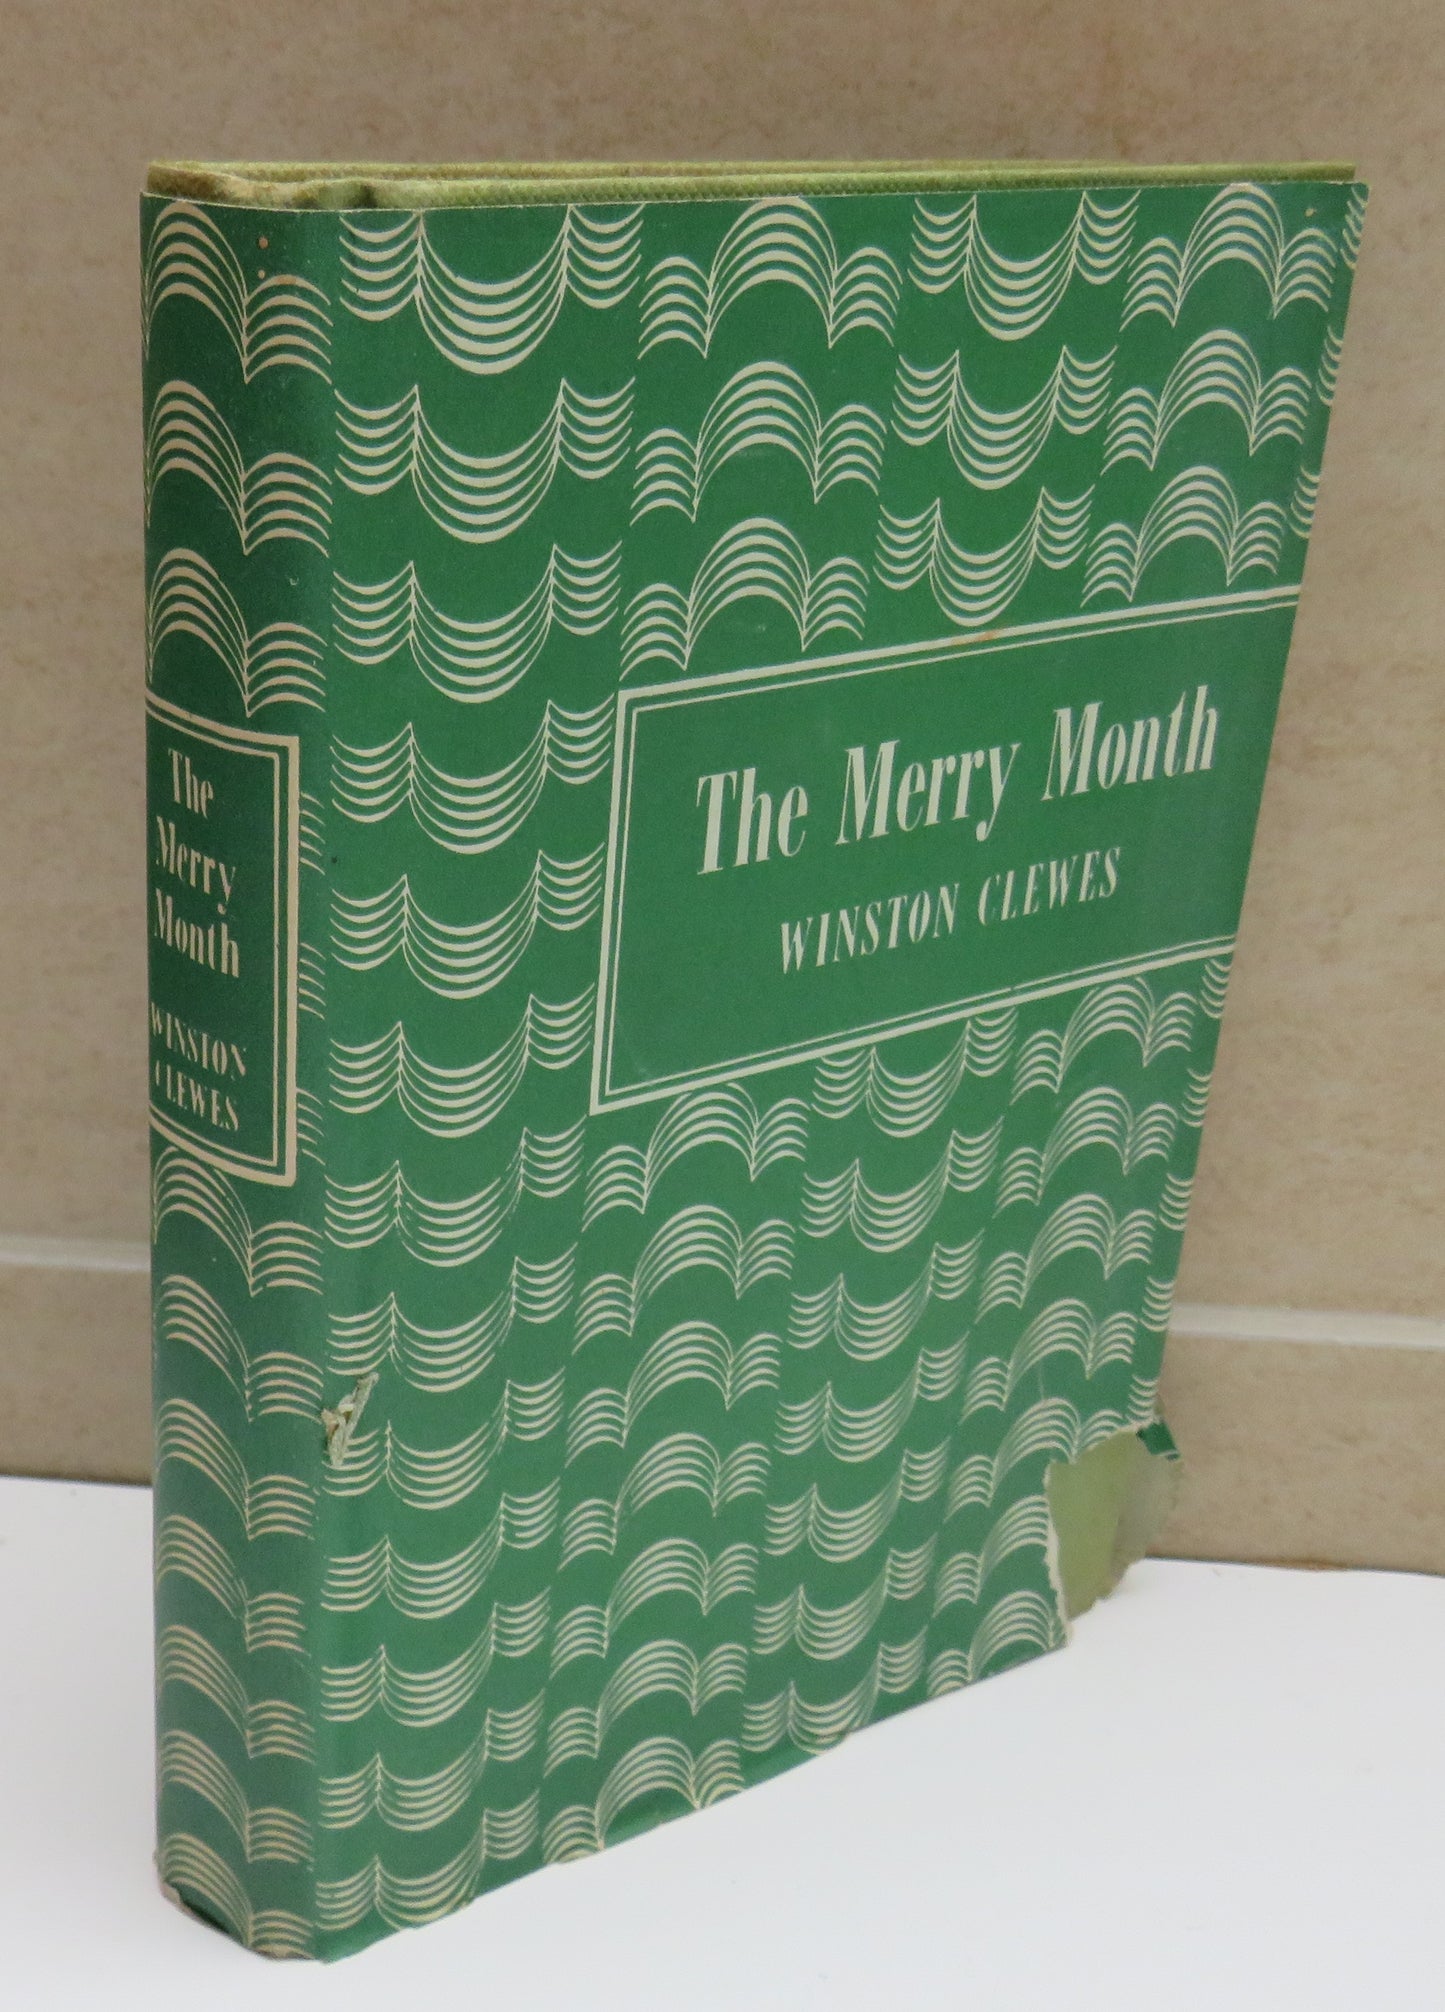 The
Merry
Month
WINSTON
CLEWES
The Merry Month
WINSTON CLEWES